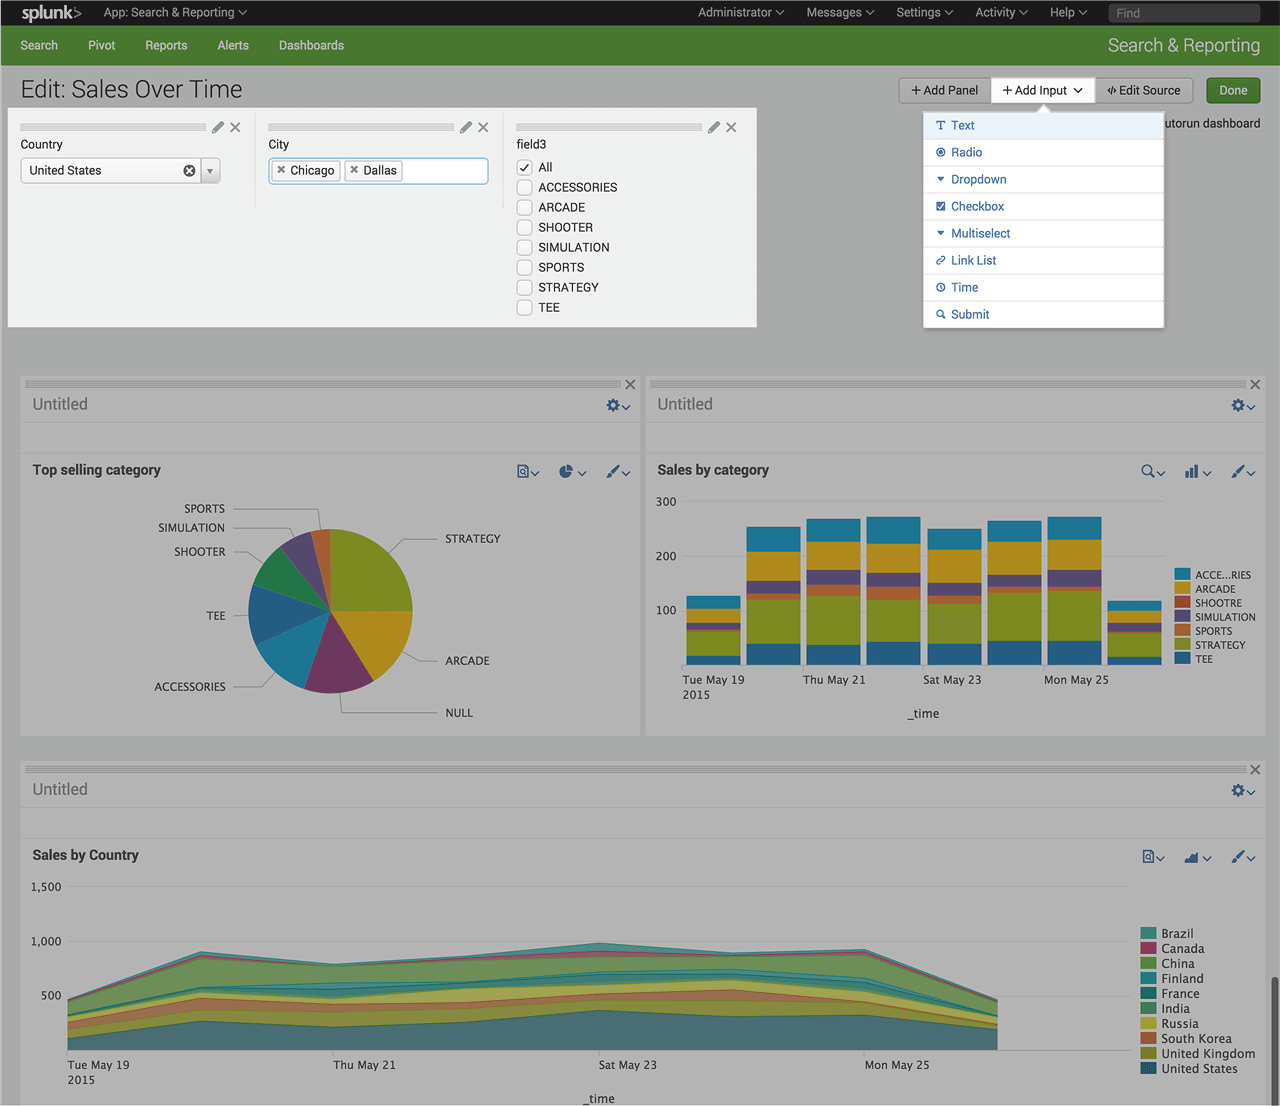 splunk> App: Search & Reporting Administrator Messages Settings Activity Help Find
Search Pivot Reports Alerts Dashboards Search & Reporting
Edit: Sales Over Time + Add Panel + Add Input Edit Source Done
utorun dashboard
Country
United States
City
Chicago Dallas
field3
All
ACCESSORIES
ARCADE
SHOOTER
SIMULATION
SPORTS
STRATEGY
TEE
Text
Radio
Dropdown
Checkbox
Multiselect
Link List
Time
Submit
Untitled
Top selling category
SPORTS
SIMULATION
SHOOTER
TEE
ACCESSORIES
STRATEGY
ARCADE
NULL
Untitled
Sales by category
300
200
100
Tue May 19 Thu May 21 Sat May 23 Mon May 25
2015
_time
ACCE...RIES
ARCADE
SHOOTRE
SIMULATION
SPORTS
STRATEGY
TEE
Untitled
Sales by Country
1,500
1,000
500
Tue May 19 Thu May 21 Sat May 23 Mon May 25
2015
_time
Brazil
Canada
China
Finland
France
India
Russia
South Korea
United Kingdom
United States